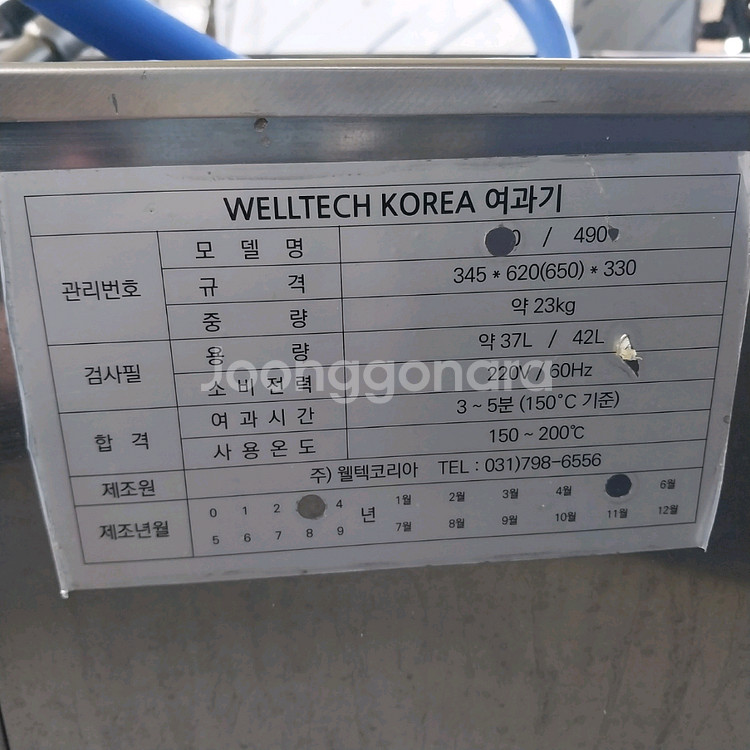 WELLTECH KOREA 여과기
관리번호
모 델 명 0 / 490
규 격 345 * 620(650) * 330
중 량 약 23kg
검사필
용 량 약 37L / 42L
소 비 전 력 220V / 60Hz
합 격
여 과 시 간 3 ~ 5분 (150°C 기준)
사 용 온 도 150 ~ 200℃
제조원 주) 웰텍코리아 TEL : 031)798-6556
제조년월
0 1 2 4 년 1월 2월 3월 4월 6월
5 6 7 8 9 7월 8월 9월 10월 11월 12월
joonggonara